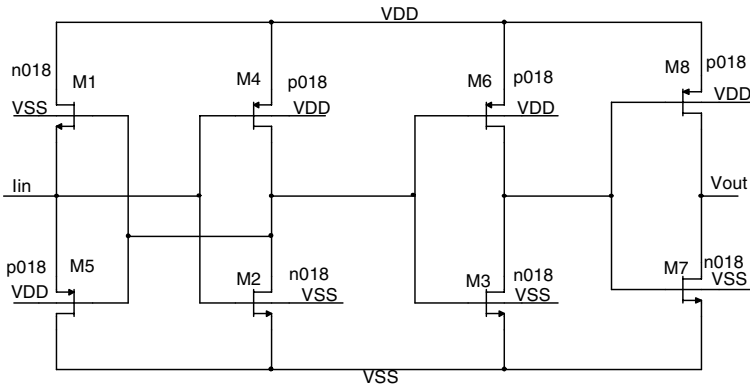 VDD
n018
M1
M4
p018
M6
p018
M8
p018
VSS
VDD
VDD
VDD
Iin
Vout
p018
M5
M2
n018
M3
n018
M7
n018
VDD
VSS
VSS
VSS
VSS